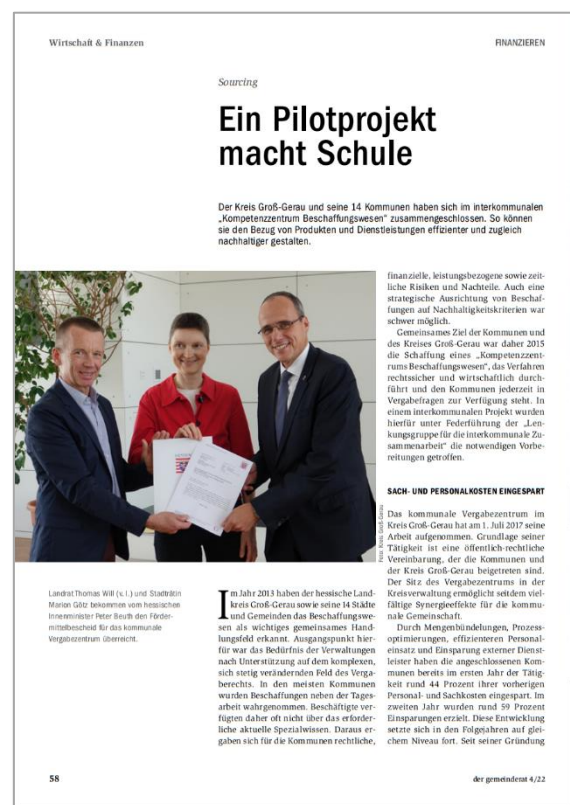 Wirtschaft & Finanzen
FINANZIEREN
Sourcing
Ein Pilotprojekt
macht Schule
Der Kreis Groß-Gerau und seine 14 Kommunen haben sich im interkommunalen
„Kompetenzzentrum Beschaffungswesen“ zusammengeschlossen. So können
sie den Bezug von Produkten und Dienstleistungen effizienter und zugleich
nachhaltiger gestalten.
Foto: Kreis Groß-Gerau
Landrat Thomas Will (v. l.) und Stadträtin
Marion Götz bekommen vom hessischen
Innenminister Peter Beuth den Förder-
mittelbescheid für das kommunale
Vergabezentrum überreicht.
Im Jahr 2013 haben der hessische Land-
kreis Groß-Gerau sowie seine 14 Städte
und Gemeinden das Beschaffungswe-
sen als wichtiges gemeinsames Hand-
lungsfeld erkannt. Ausgangspunkt hier-
für war das Bedürfnis der Verwaltungen
nach Unterstützung auf dem komplexen,
sich stetig verändernden Feld des Verga-
berechts. In den meisten Kommunen
wurden Beschaffungen neben der Tages-
arbeit wahrgenommen. Beschäftigte ver-
fügten daher oft nicht über das erforder-
liche aktuelle Spezialwissen. Daraus er-
gaben sich für die Kommunen rechtliche,
finanzielle, leistungsbezogene sowie zeit-
liche Risiken und Nachteile. Auch eine
strategische Ausrichtung von Beschaf-
fungen auf Nachhaltigkeitskriterien war
schwer möglich.
Gemeinsames Ziel der Kommunen und
des Kreises Groß-Gerau war daher 2015
die Schaffung eines „Kompetenzzent-
rums Beschaffungswesen“, das Verfahren
rechtssicher und wirtschaftlich durch-
führt und den Kommunen jederzeit in
Vergabefragen zur Verfügung steht. In
einem interkommunalen Projekt wurden
hierfür unter Federführung der „Len-
kungsgruppe für die interkommunale Zu-
sammenarbeit“ die notwendigen Vorbe-
reitungen getroffen.
SACH- UND PERSONALKOSTEN EINGESPART
Das kommunale Vergabezentrum im
Kreis Groß-Gerau hat am 1. Juli 2017 seine
Arbeit aufgenommen. Grundlage seiner
Tätigkeit ist eine öffentlich-rechtliche
Vereinbarung, der die Kommunen und
der Kreis Groß-Gerau beigetreten sind.
Der Sitz des Vergabezentrums in der
Kreisverwaltung ermöglicht seitdem viel-
fältige Synergieeffekte für die kommu-
nale Gemeinschaft.
Durch Mengenbündelungen, Prozess-
optimierungen, effizienteren Personal-
einsatz und Einsparung externer Dienst-
leister haben die angeschlossenen Kom-
munen bereits im ersten Jahr der Tätig-
keit rund 44 Prozent ihrer vorherigen
Personal- und Sachkosten eingespart. Im
zweiten Jahr wurden rund 59 Prozent
Einsparungen erzielt. Diese Entwicklung
setzte sich in den Folgejahren auf glei-
chem Niveau fort. Seit seiner Gründung
58
der gemeinderat 4/22